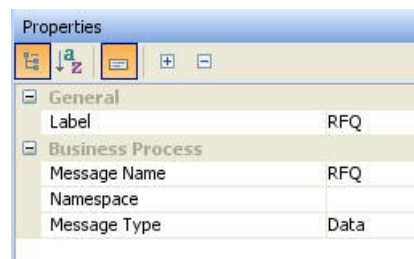 Properties
a
z
General
Label RFQ
Business Process
Message Name RFQ
Namespace
Message Type Data